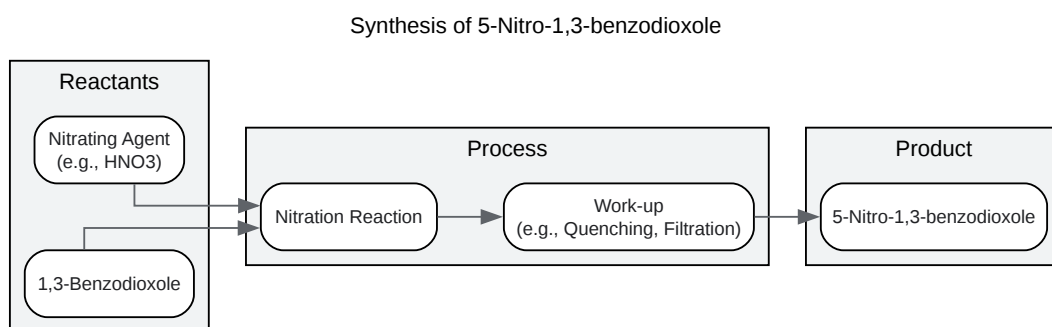 Synthesis of 5-Nitro-1,3-benzodioxole
Reactants
Nitrating Agent
(e.g., HNO3)
1,3-Benzodioxole
Process
Nitration Reaction
Work-up
(e.g., Quenching, Filtration)
Product
5-Nitro-1,3-benzodioxole